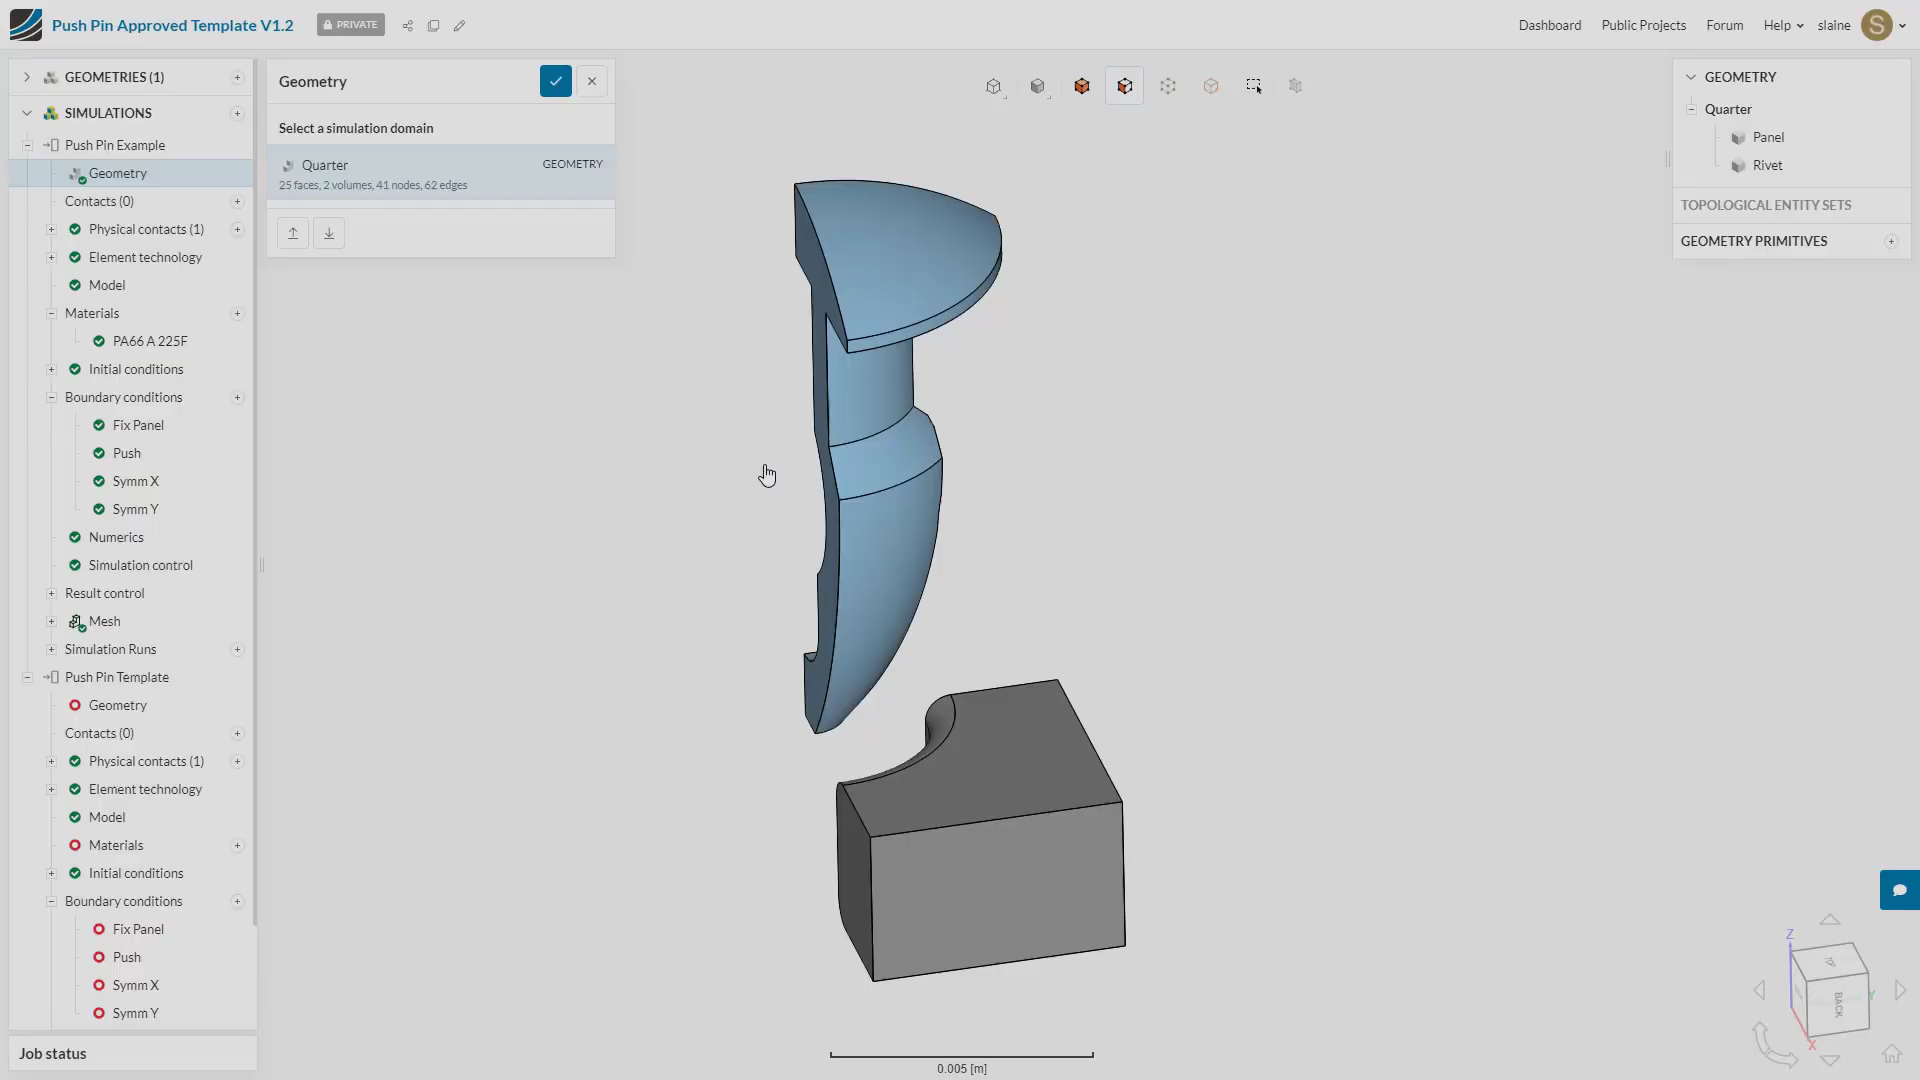 Push Pin Approved Template V1.2
PRIVATE
Dashboard
Public Projects
Forum
Help
slaine
S
GEOMETRIES (1)
SIMULATIONS
Push Pin Example
Geometry
Contacts (0)
Physical contacts (1)
Element technology
Model
Materials
PA66 A 225F
Initial conditions
Boundary conditions
Fix Panel
Push
Symm X
Symm Y
Numerics
Simulation control
Result control
Mesh
Simulation Runs
Push Pin Template
Geometry
Contacts (0)
Physical contacts (1)
Element technology
Model
Materials
Initial conditions
Boundary conditions
Fix Panel
Push
Symm X
Symm Y
Job status
Geometry
Select a simulation domain
Quarter
GEOMETRY
25 faces, 2 volumes, 41 nodes, 62 edges
GEOMETRY
Quarter
Panel
Rivet
TOPOLOGICAL ENTITY SETS
GEOMETRY PRIMITIVES
0.005 [m]
Z
TOP
BACK
Y
X